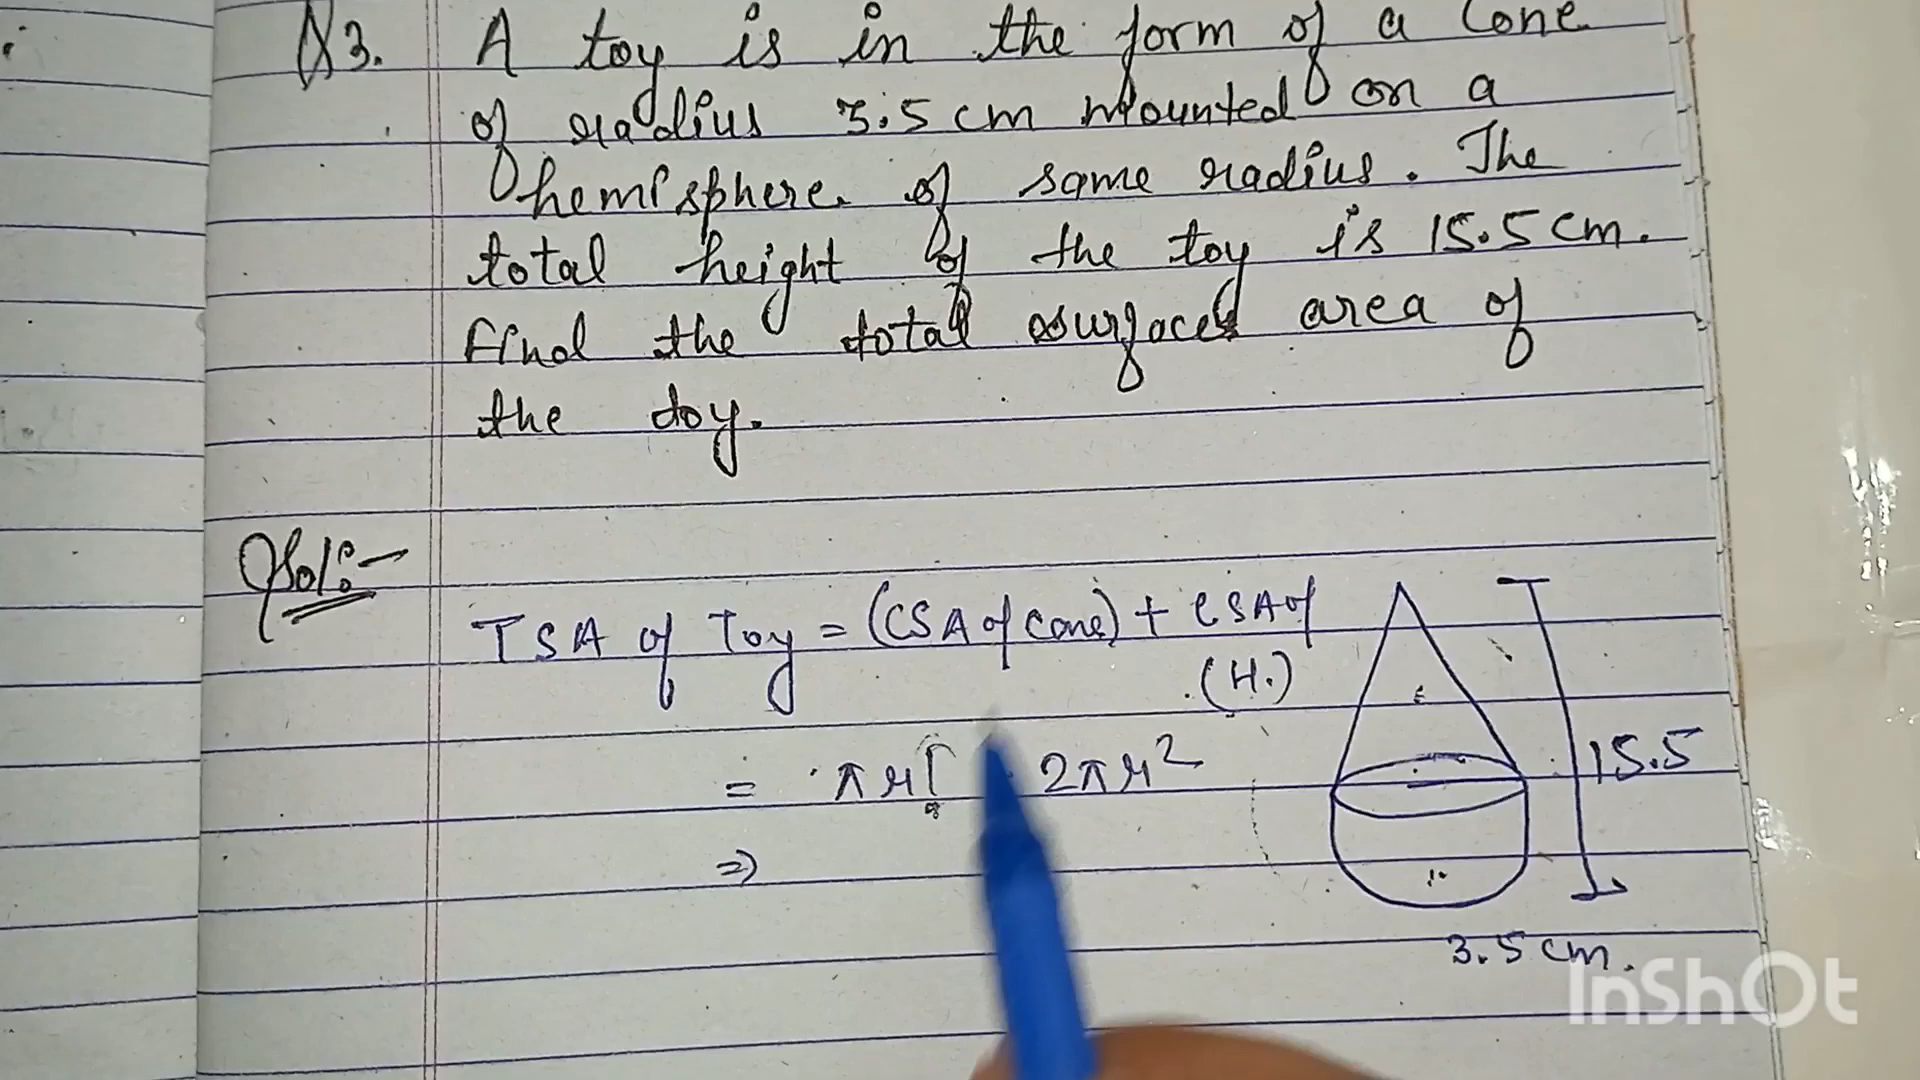 Q3. A toy is in the form of a Cone
of radius 3.5 cm mounted on a
hemisphere of same radius. The
total height of the toy is 15.5 cm.
Find the total surface area of
the toy.
Sol:-
TSA of Toy = (CSA of Cone) + CSA of
(H.)
= πrl 2πr²
15.5
⇒
3.5 cm.
InShOt